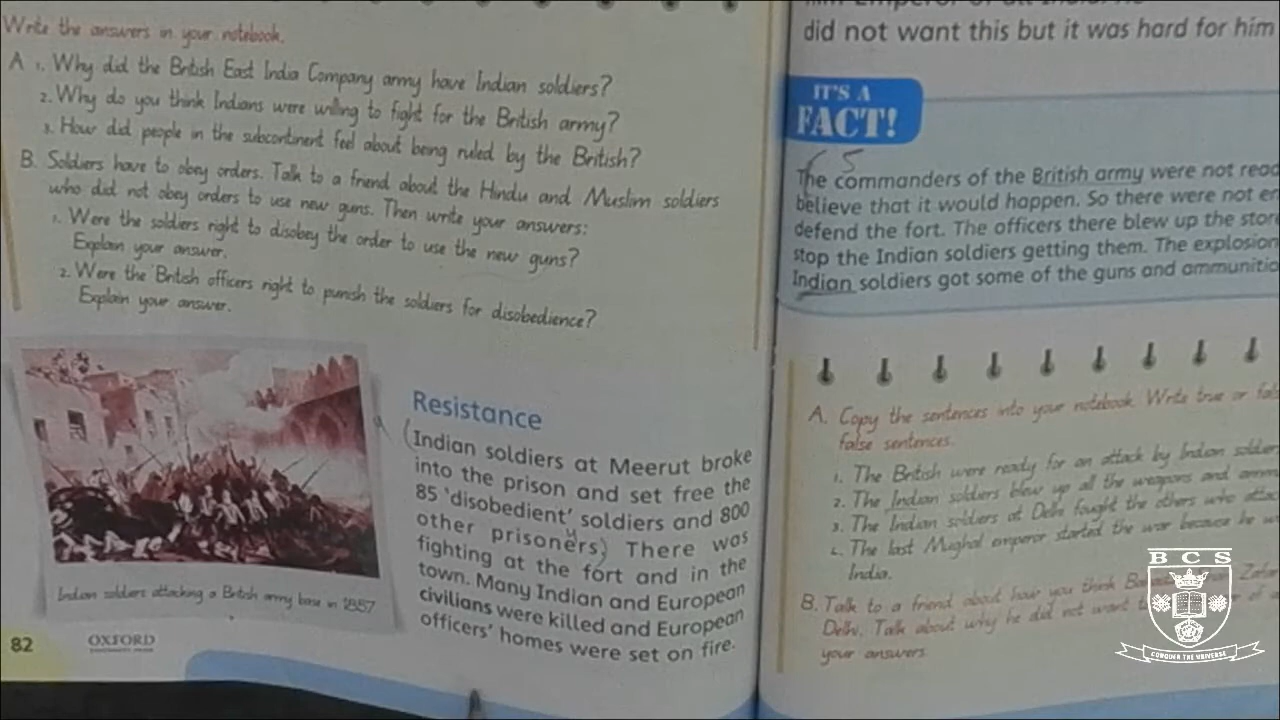 Write the answers in your notebook.
A 1. Why did the British East India Company army have Indian soldiers?
2. Why do you think Indians were willing to fight for the British army?
3. How did people in the subcontinent feel about being ruled by the British?
B. Soldiers have to obey orders. Talk to a friend about the Hindu and Muslim soldiers
who did not obey orders to use new guns. Then write your answers:
1. Were the soldiers right to disobey the order to use the new guns?
Explain your answer.
2. Were the British officers right to punish the soldiers for disobedience?
Explain your answer.
Indian soldiers attacking a British army base in 1857
Resistance
Indian soldiers at Meerut broke
into the prison and set free the
85 'disobedient' soldiers and 800
other prisoners. There was
fighting at the fort and in the
town. Many Indian and European
civilians were killed and European
officers' homes were set on fire.
82
OXFORD
UNIVERSITY PRESS
did not want this but it was hard for him
IT'S A
FACT!
The commanders of the British army were not
believe that it would happen. So there were not
defend the fort. The officers there blew up the
stop the Indian soldiers getting them. The explosion
Indian soldiers got some of the guns and
A. Copy the sentences into your notebook. Write true or
false sentences.
1. The British were ready for an attack by Indian
2. The Indian soldiers blew up all the weapons and
3. The Indian soldiers at Delhi fought the others who
4. The last Mughal emperor started the war because he
India.
B. Talk to a friend about how you think
Delhi. Talk about why he did not want
your answers.
BCS
CONQUER THE UNIVERSE